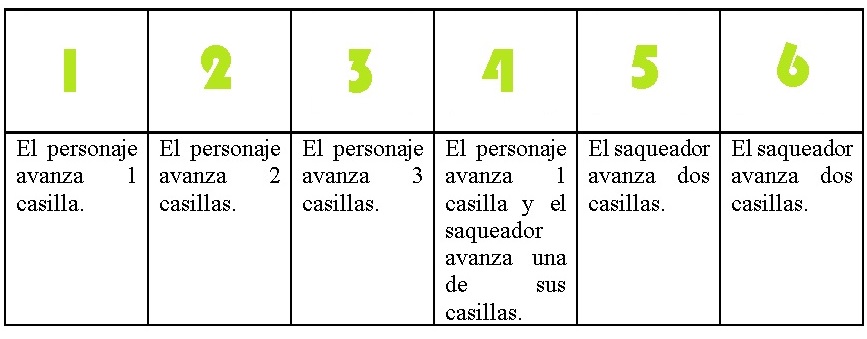 1 2 3 4 5 6
El personaje avanza 1 casilla.
El personaje avanza 2 casillas.
El personaje avanza 3 casillas.
El personaje avanza 1 casilla y el saqueador avanza una de sus casillas.
El saqueador avanza dos casillas.
El saqueador avanza dos casillas.